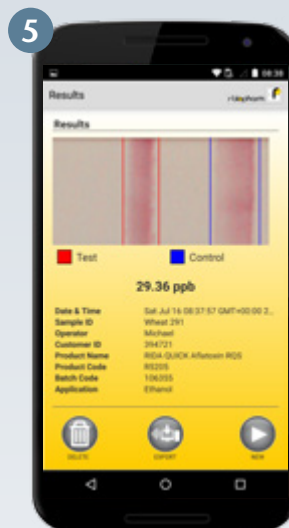 5
08:38
Results
r-biopharm
Results
Test
Control
29.36 ppb
Date & Time Sat Jul 16 08:37:57 GMT+00:00 2...
Sample ID Wheat 291
Operator Michael
Customer ID 394721
Product Name RIDA QUICK Aflatoxin RQS
Product Code R5205
Batch Code 106355
Application Ethanol
DELETE
EXPORT
NEW